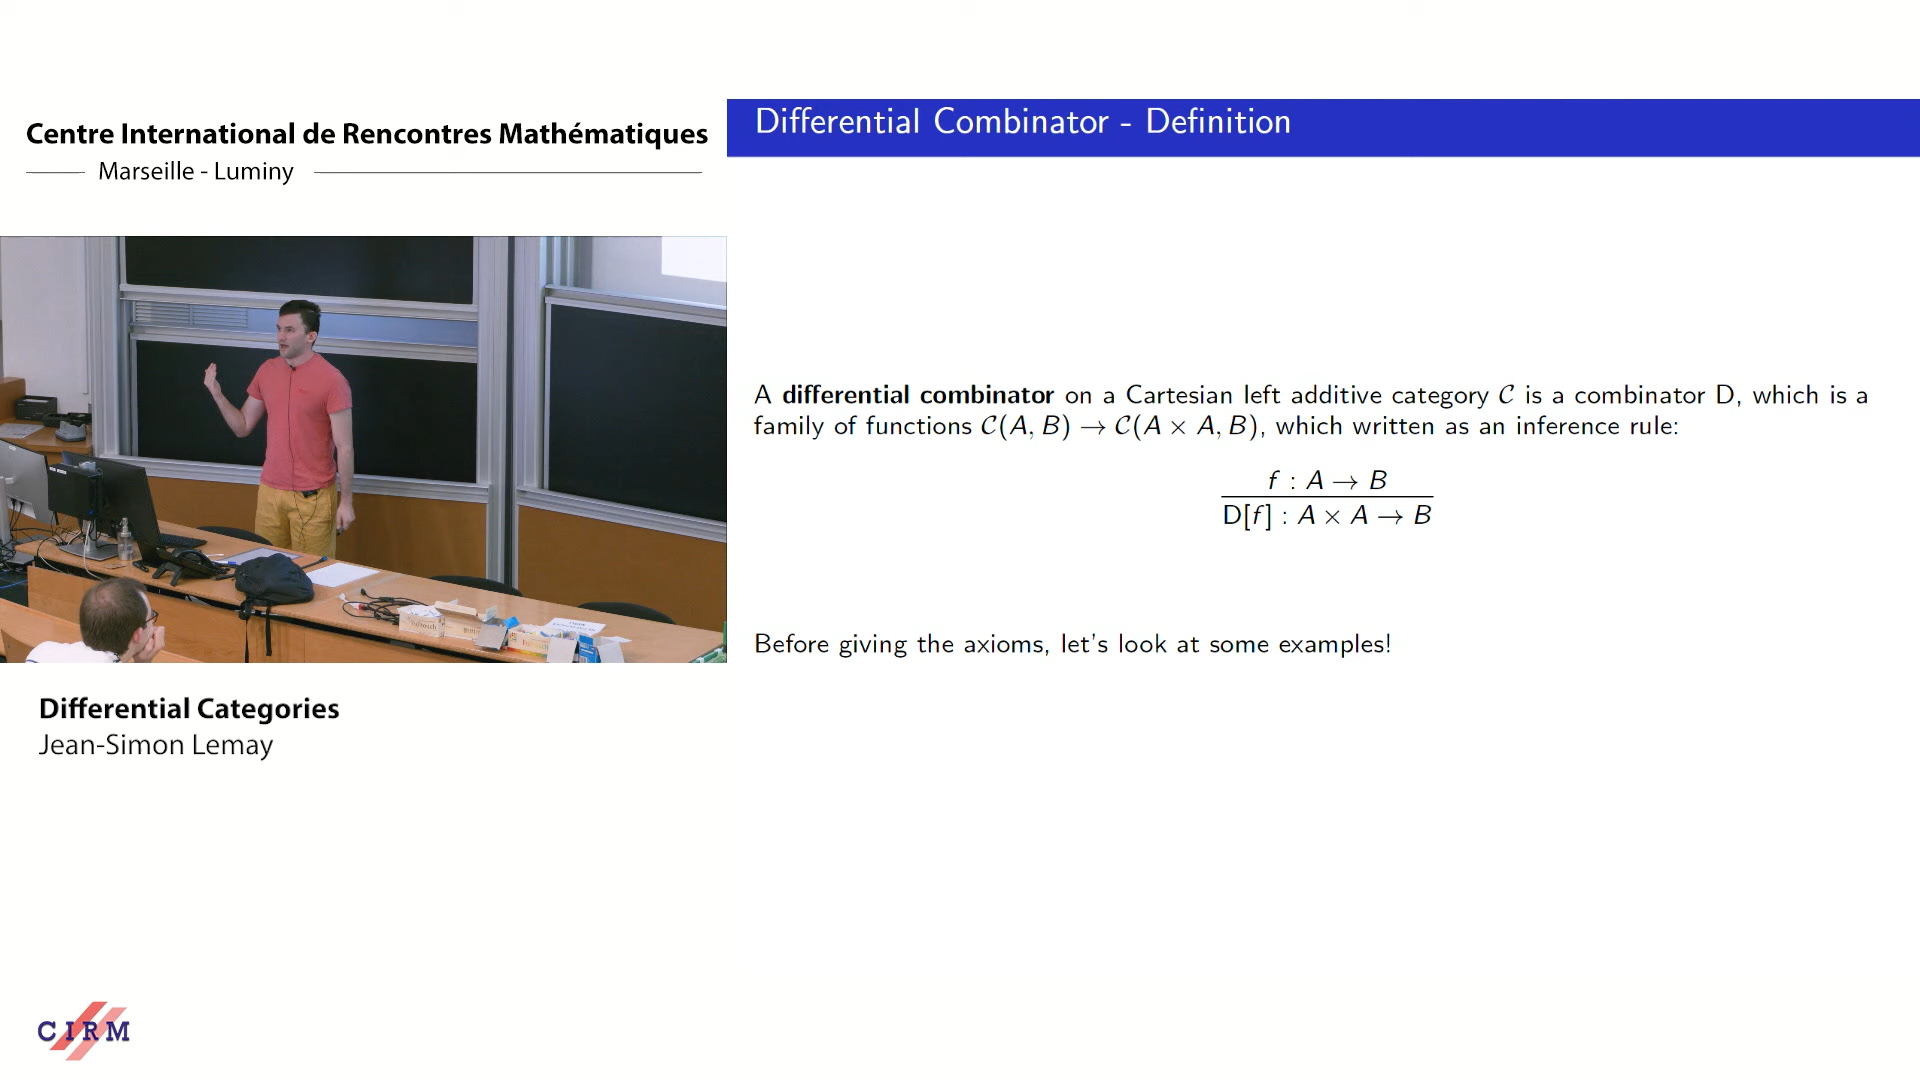 Centre International de Rencontres Mathématiques
Marseille - Luminy
Differential Combinator - Definition
A differential combinator on a Cartesian left additive category 𝒞 is a combinator D, which is a
family of functions 𝒞(A, B) → 𝒞(A × A, B), which written as an inference rule:
f : A → B
D[f] : A × A → B
Before giving the axioms, let's look at some examples!
Differential Categories
Jean-Simon Lemay
CIRM